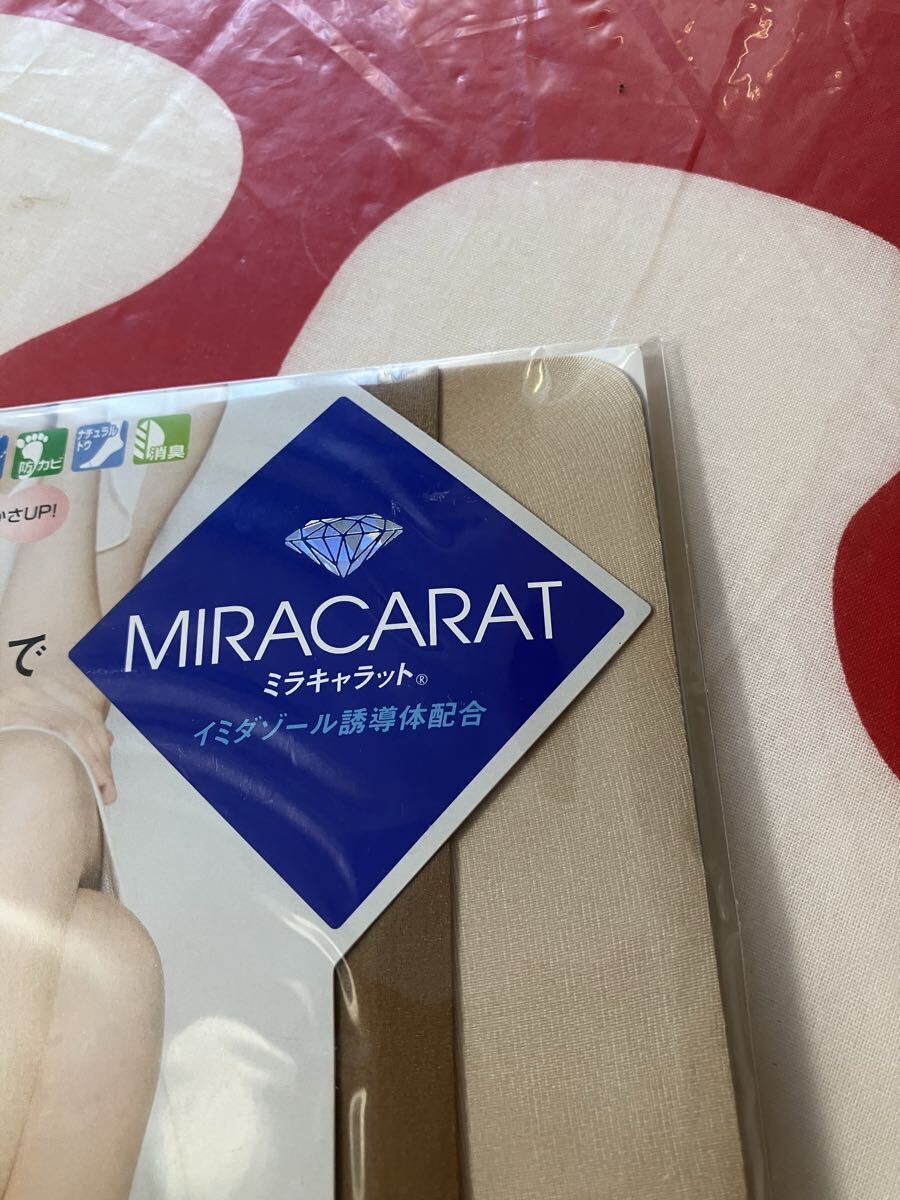 防カビ
ナチュラル
トウ
消臭
かさUP!
で
MIRACARAT
ミラキャラット®
イミダゾール誘導体配合